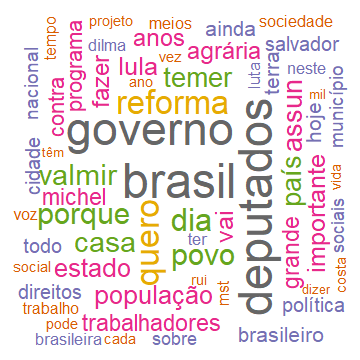 projeto meios sociedade
tempo
programa
anos
ainda
salvador
dilma
vez
agrária
nacional
contra
fazer
lula
ano
temer
luta
terra
neste
mil
município
reforma
assun
hoje
governo
deputados
cidade
têm
valmir
brasil
país
vida
michel
voz
porque
quero
dia
vai
grande
importante
sociais
todo
casa
ter
povo
costa
social
estado
rui
mst
dizer
direitos
população
política
trabalho
pode
trabalhadores
brasileira
cada
sobre
brasileiro